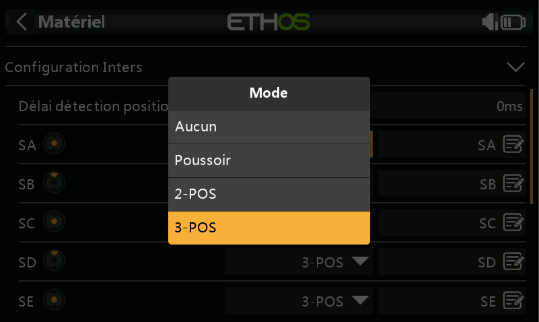 Matériel
ETHOS
Configuration Inters
Mode
Délai détection positio
0ms
Aucun
SA
SA
Poussoir
SB
SB
2-POS
SC
3-POS
SC
SD
3-POS
SD
SE
3-POS
SE